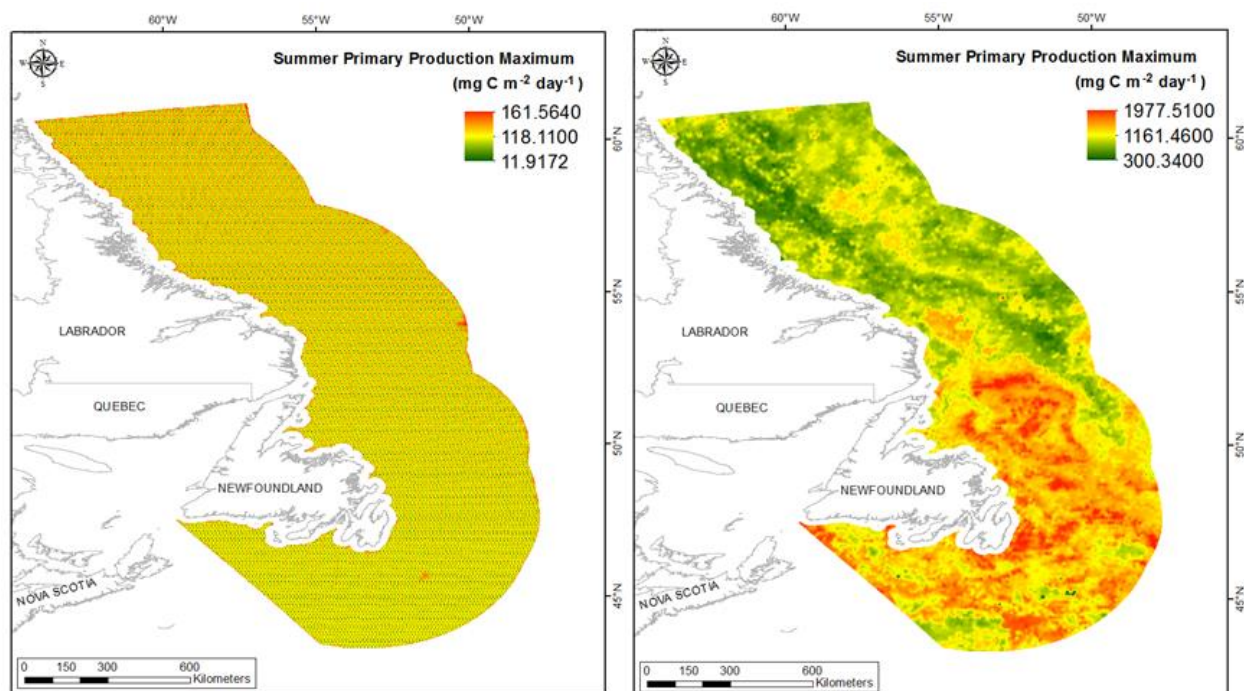 60°W 55°W 50°W
N
W E
S
Summer Primary Production Maximum
(mg C m⁻² day⁻¹)
161.5640
118.1100
11.9172
60°N
55°N
LABRADOR
QUEBEC
50°N
NEWFOUNDLAND
NOVA SCOTIA
45°N
0 150 300 600
Kilometers
60°W 55°W 50°W
N
W E
S
Summer Primary Production Maximum
(mg C m⁻² day⁻¹)
1977.5100
1161.4600
300.3400
60°N
55°N
LABRADOR
QUEBEC
50°N
NEWFOUNDLAND
NOVA SCOTIA
45°N
0 150 300 600
Kilometers